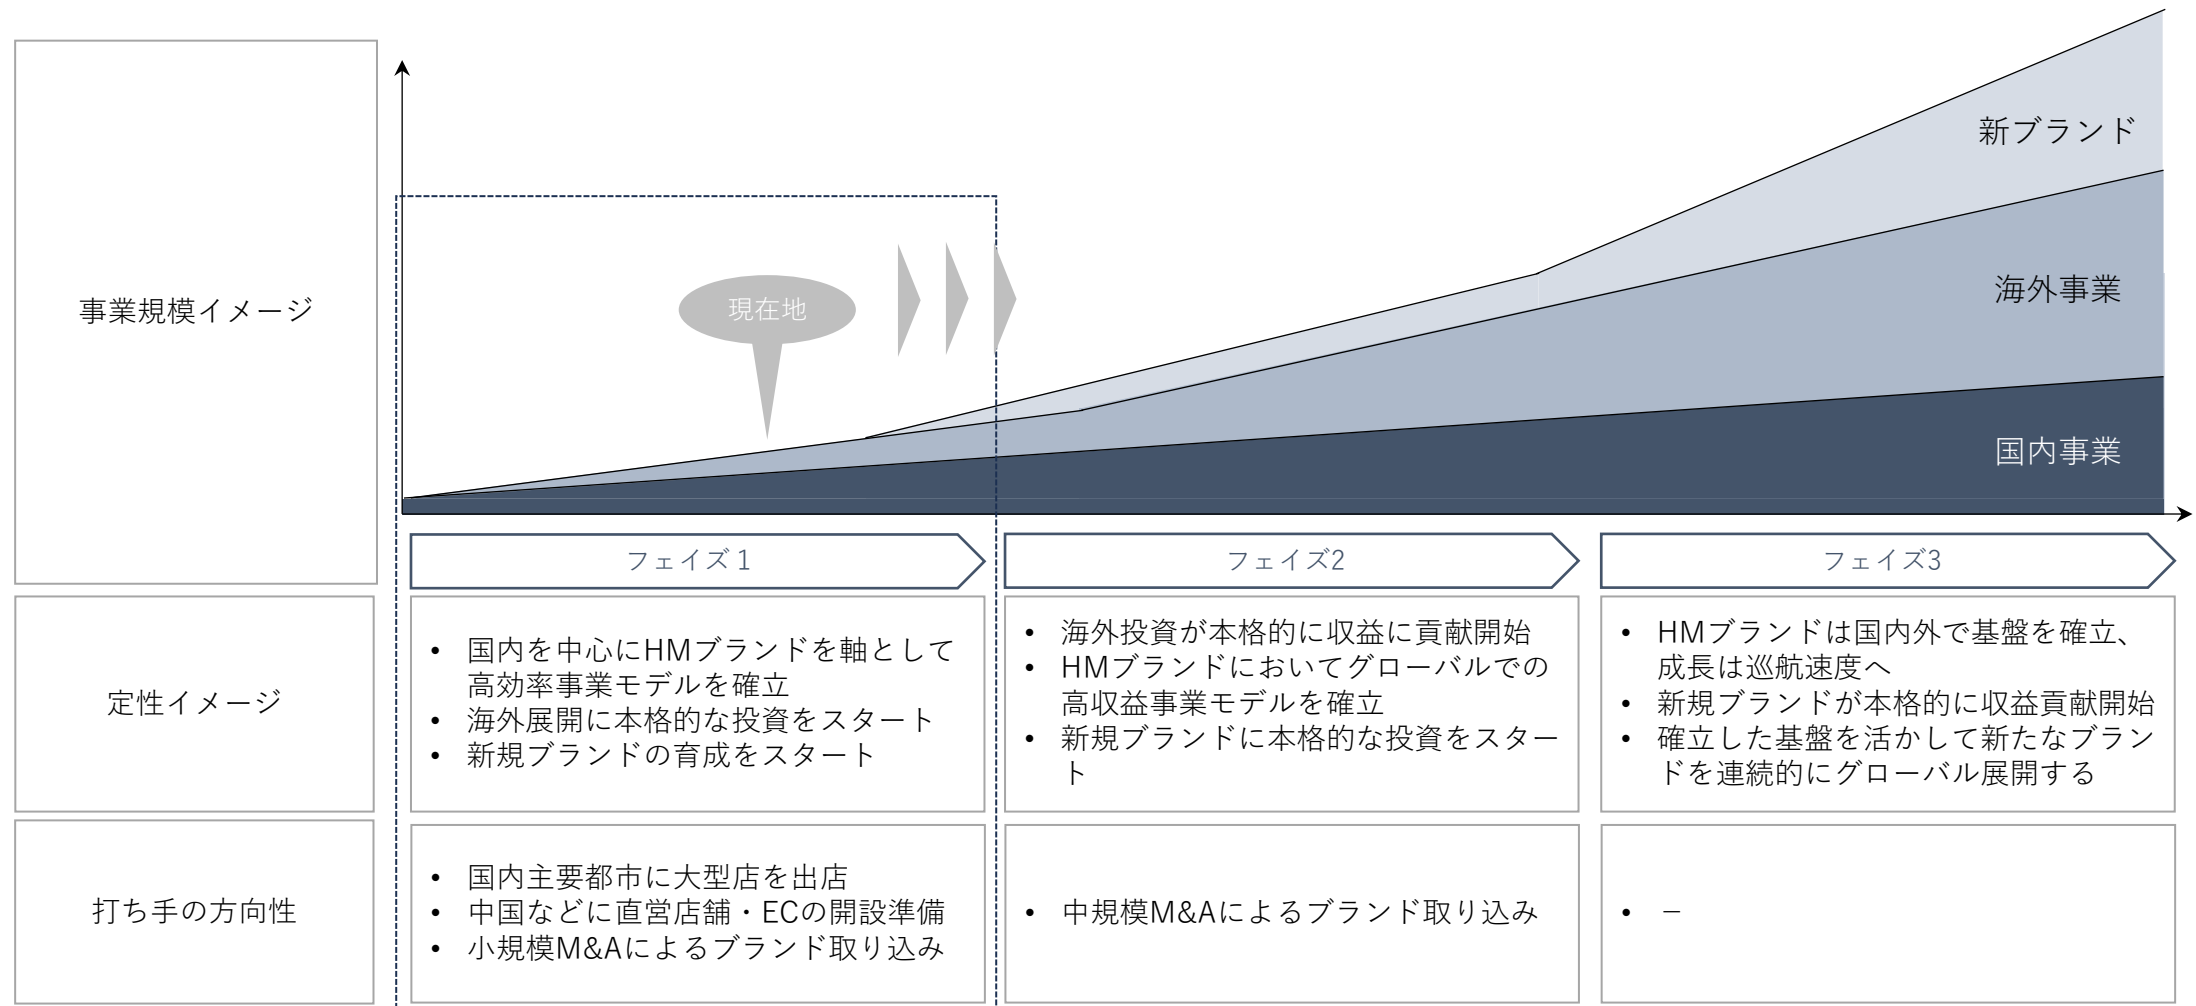 事業規模イメージ
新ブランド
海外事業
国内事業
現在地
フェイズ１
フェイズ2
フェイズ3
定性イメージ
• 国内を中心にHMブランドを軸として
高効率事業モデルを確立
• 海外展開に本格的な投資をスタート
• 新規ブランドの育成をスタート
• 海外投資が本格的に収益に貢献開始
• HMブランドにおいてグローバルでの
高収益事業モデルを確立
• 新規ブランドに本格的な投資をスター
ト
• HMブランドは国内外で基盤を確立、
成長は巡航速度へ
• 新規ブランドが本格的に収益貢献開始
• 確立した基盤を活かして新たなブラン
ドを連続的にグローバル展開する
打ち手の方向性
• 国内主要都市に大型店を出店
• 中国などに直営店舗・ECの開設準備
• 小規模M&Aによるブランド取り込み
• 中規模M&Aによるブランド取り込み
• －